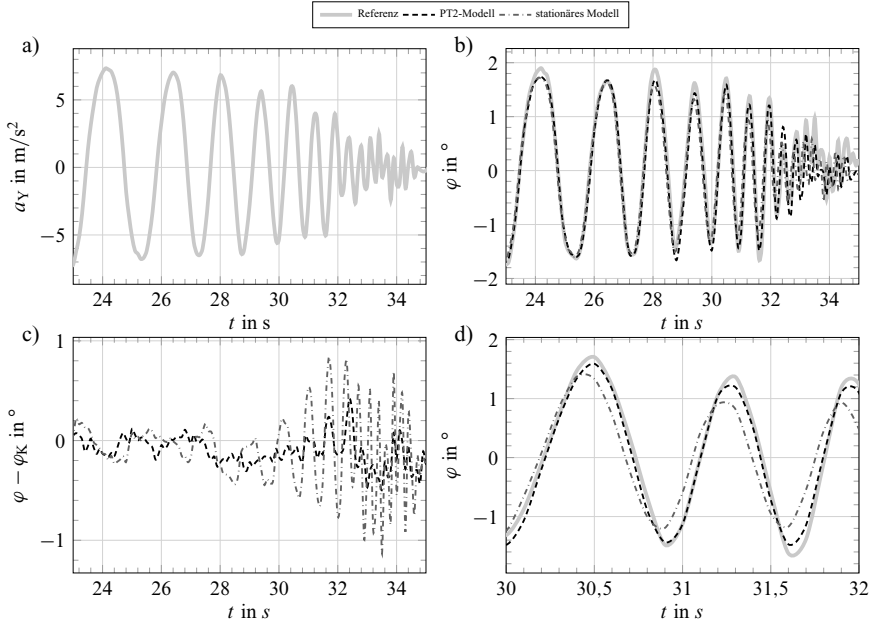 Referenz PT2-Modell stationäres Modell
a)
5
0
−5
24 26 28 30 32 34
t in s
a_Y in m/s²
b)
2
1
0
−1
−2
24 26 28 30 32 34
t in s
φ in °
c)
1
0
−1
24 26 28 30 32 34
t in s
φ − φ_K in °
d)
2
1
0
−1
30 30,5 31 31,5 32
t in s
φ in °